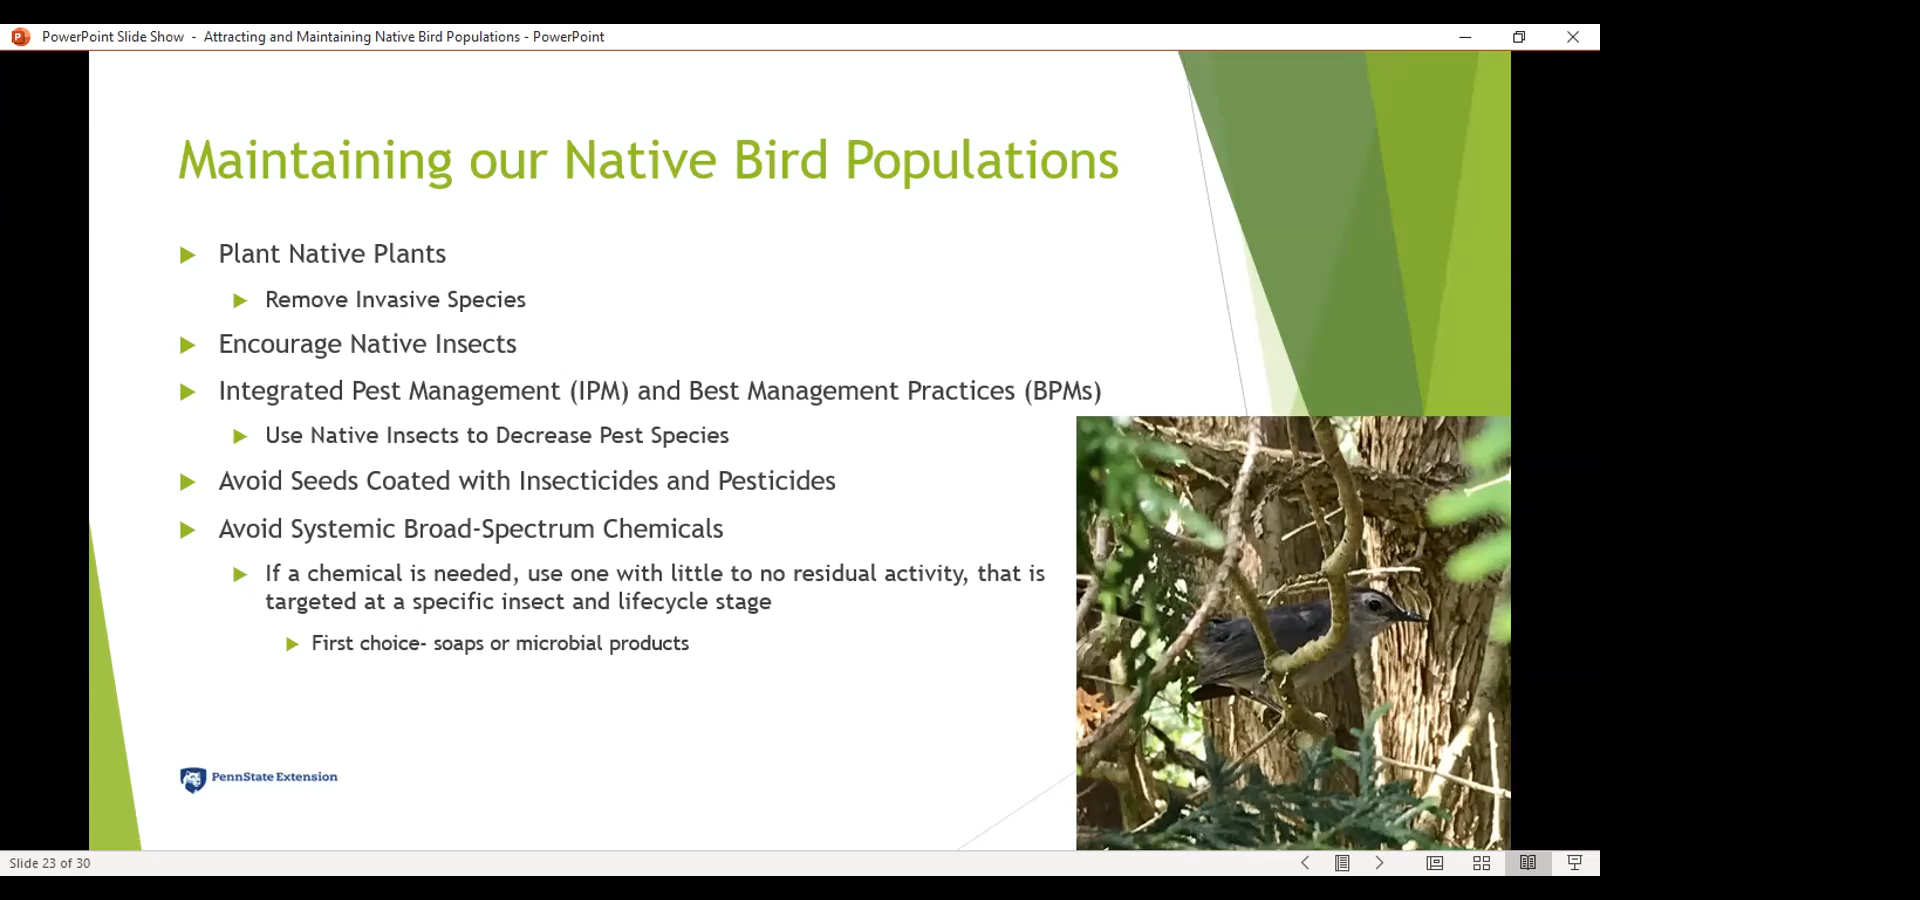 PowerPoint Slide Show - Attracting and Maintaining Native Bird Populations - PowerPoint
Maintaining our Native Bird Populations
Plant Native Plants
Remove Invasive Species
Encourage Native Insects
Integrated Pest Management (IPM) and Best Management Practices (BPMs)
Use Native Insects to Decrease Pest Species
Avoid Seeds Coated with Insecticides and Pesticides
Avoid Systemic Broad-Spectrum Chemicals
If a chemical is needed, use one with little to no residual activity, that is
targeted at a specific insect and lifecycle stage
First choice- soaps or microbial products
PennState Extension
Slide 23 of 30